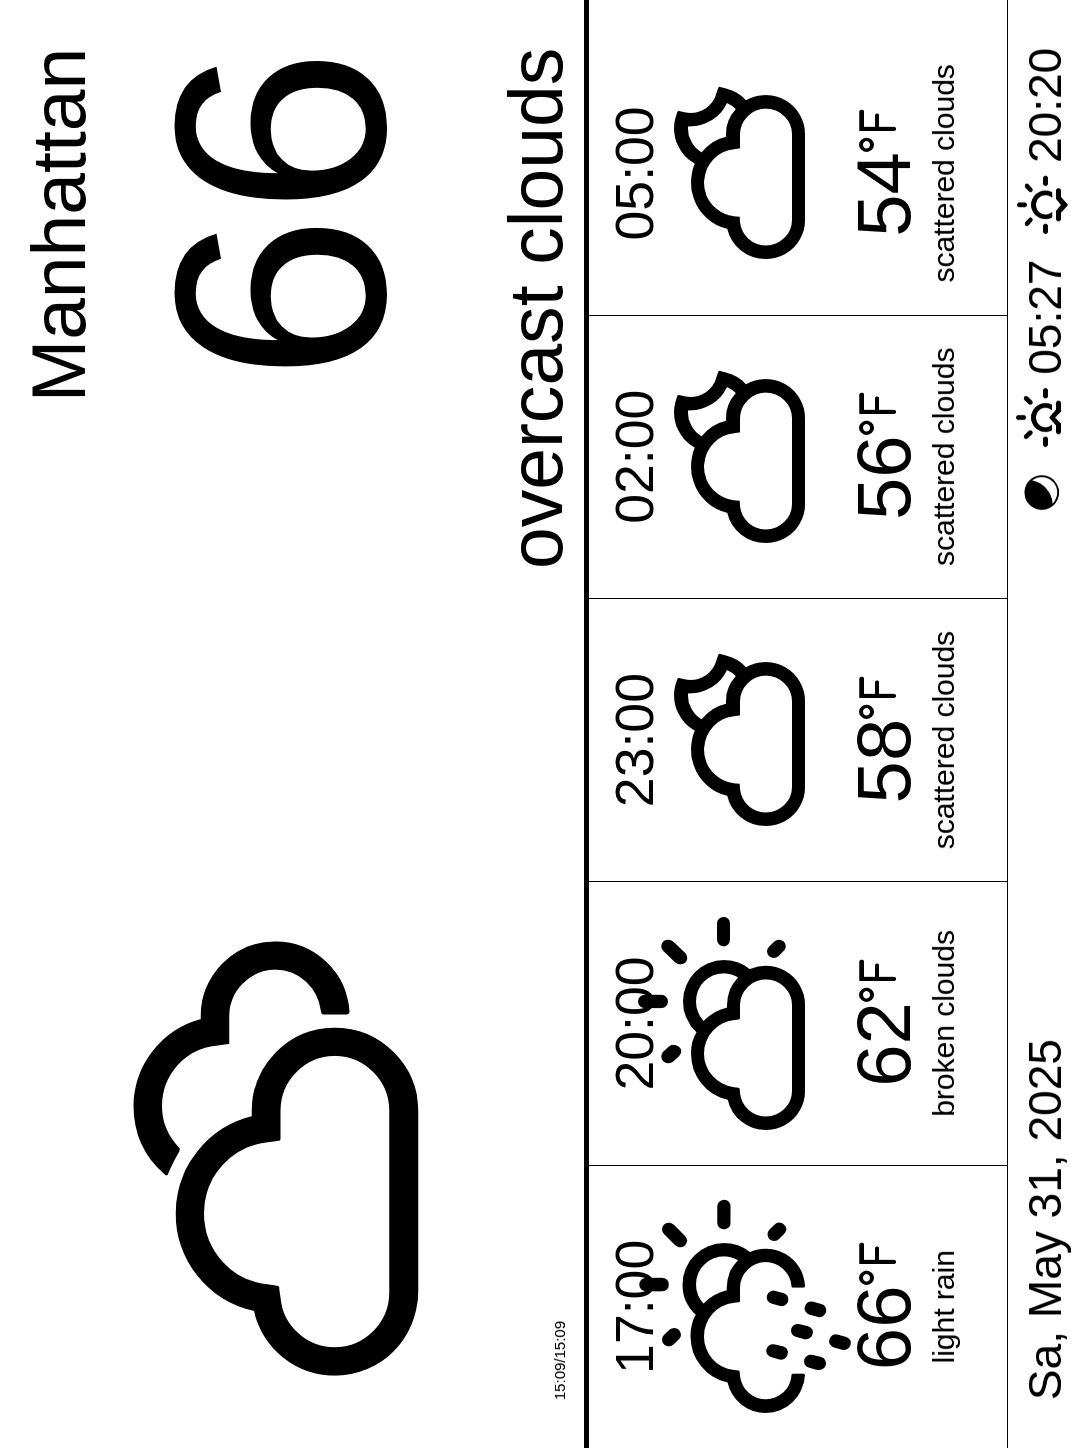 Manhattan
66
overcast clouds
15:09/15:09
17:00
66°F
light rain
20:00
62°F
broken clouds
23:00
58°F
scattered clouds
02:00
56°F
scattered clouds
05:00
54°F
scattered clouds
Sa, May 31, 2025 05:27 20:20